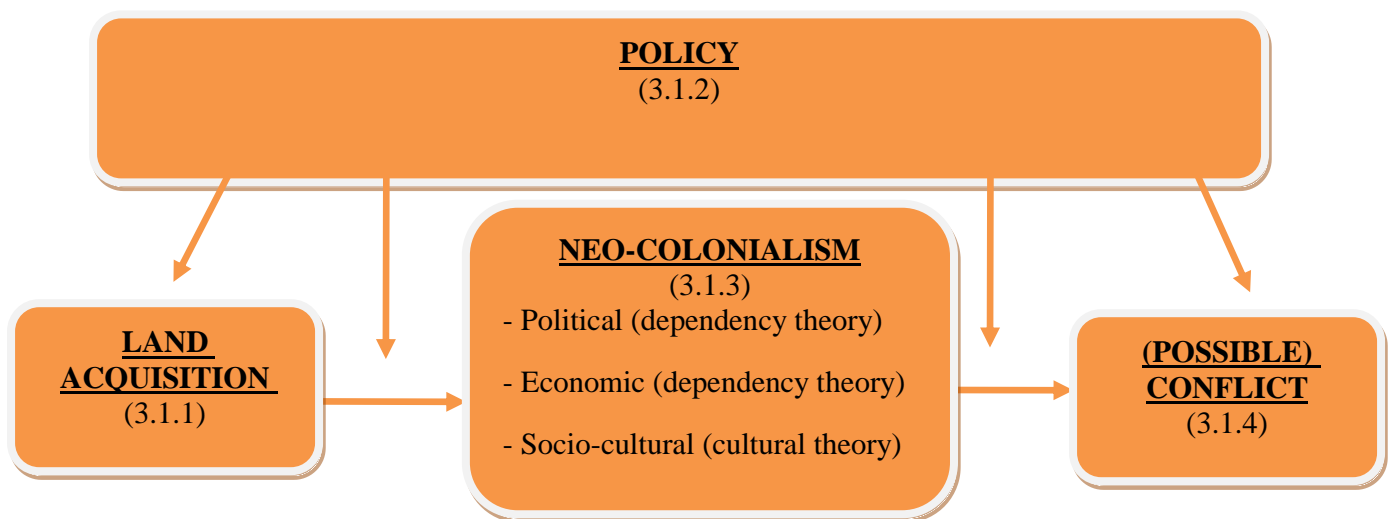 POLICY
(3.1.2)
NEO-COLONIALISM
(3.1.3)
- Political (dependency theory)
- Economic (dependency theory)
- Socio-cultural (cultural theory)
LAND
ACQUISITION
(3.1.1)
(POSSIBLE)
CONFLICT
(3.1.4)